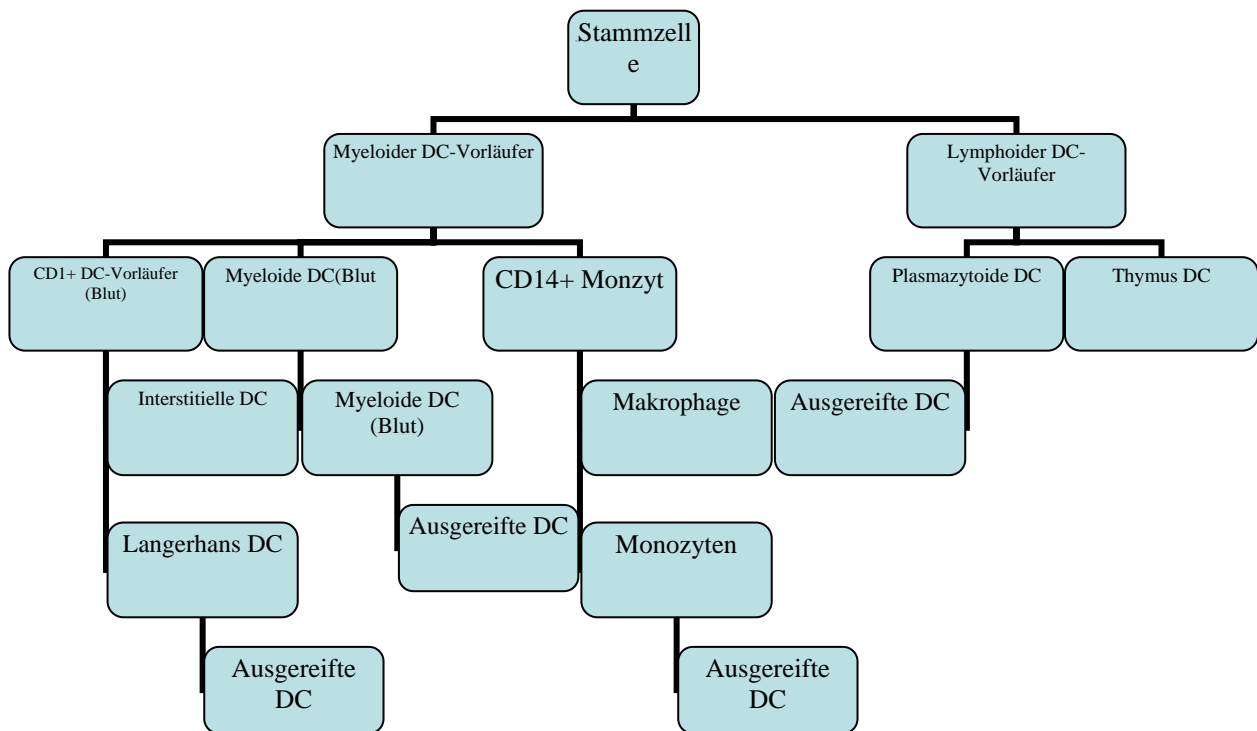 Stammzell
e
Myeloider DC-Vorläufer
Lymphoider DC-
Vorläufer
CD1+ DC-Vorläufer
(Blut)
Myeloide DC(Blut
CD14+ Monzyt
Plasmazytoide DC
Thymus DC
Interstitielle DC
Myeloide DC
(Blut)
Makrophage
Ausgereifte DC
Langerhans DC
Ausgereifte DC
Monozyten
Ausgereifte
DC
Ausgereifte
DC